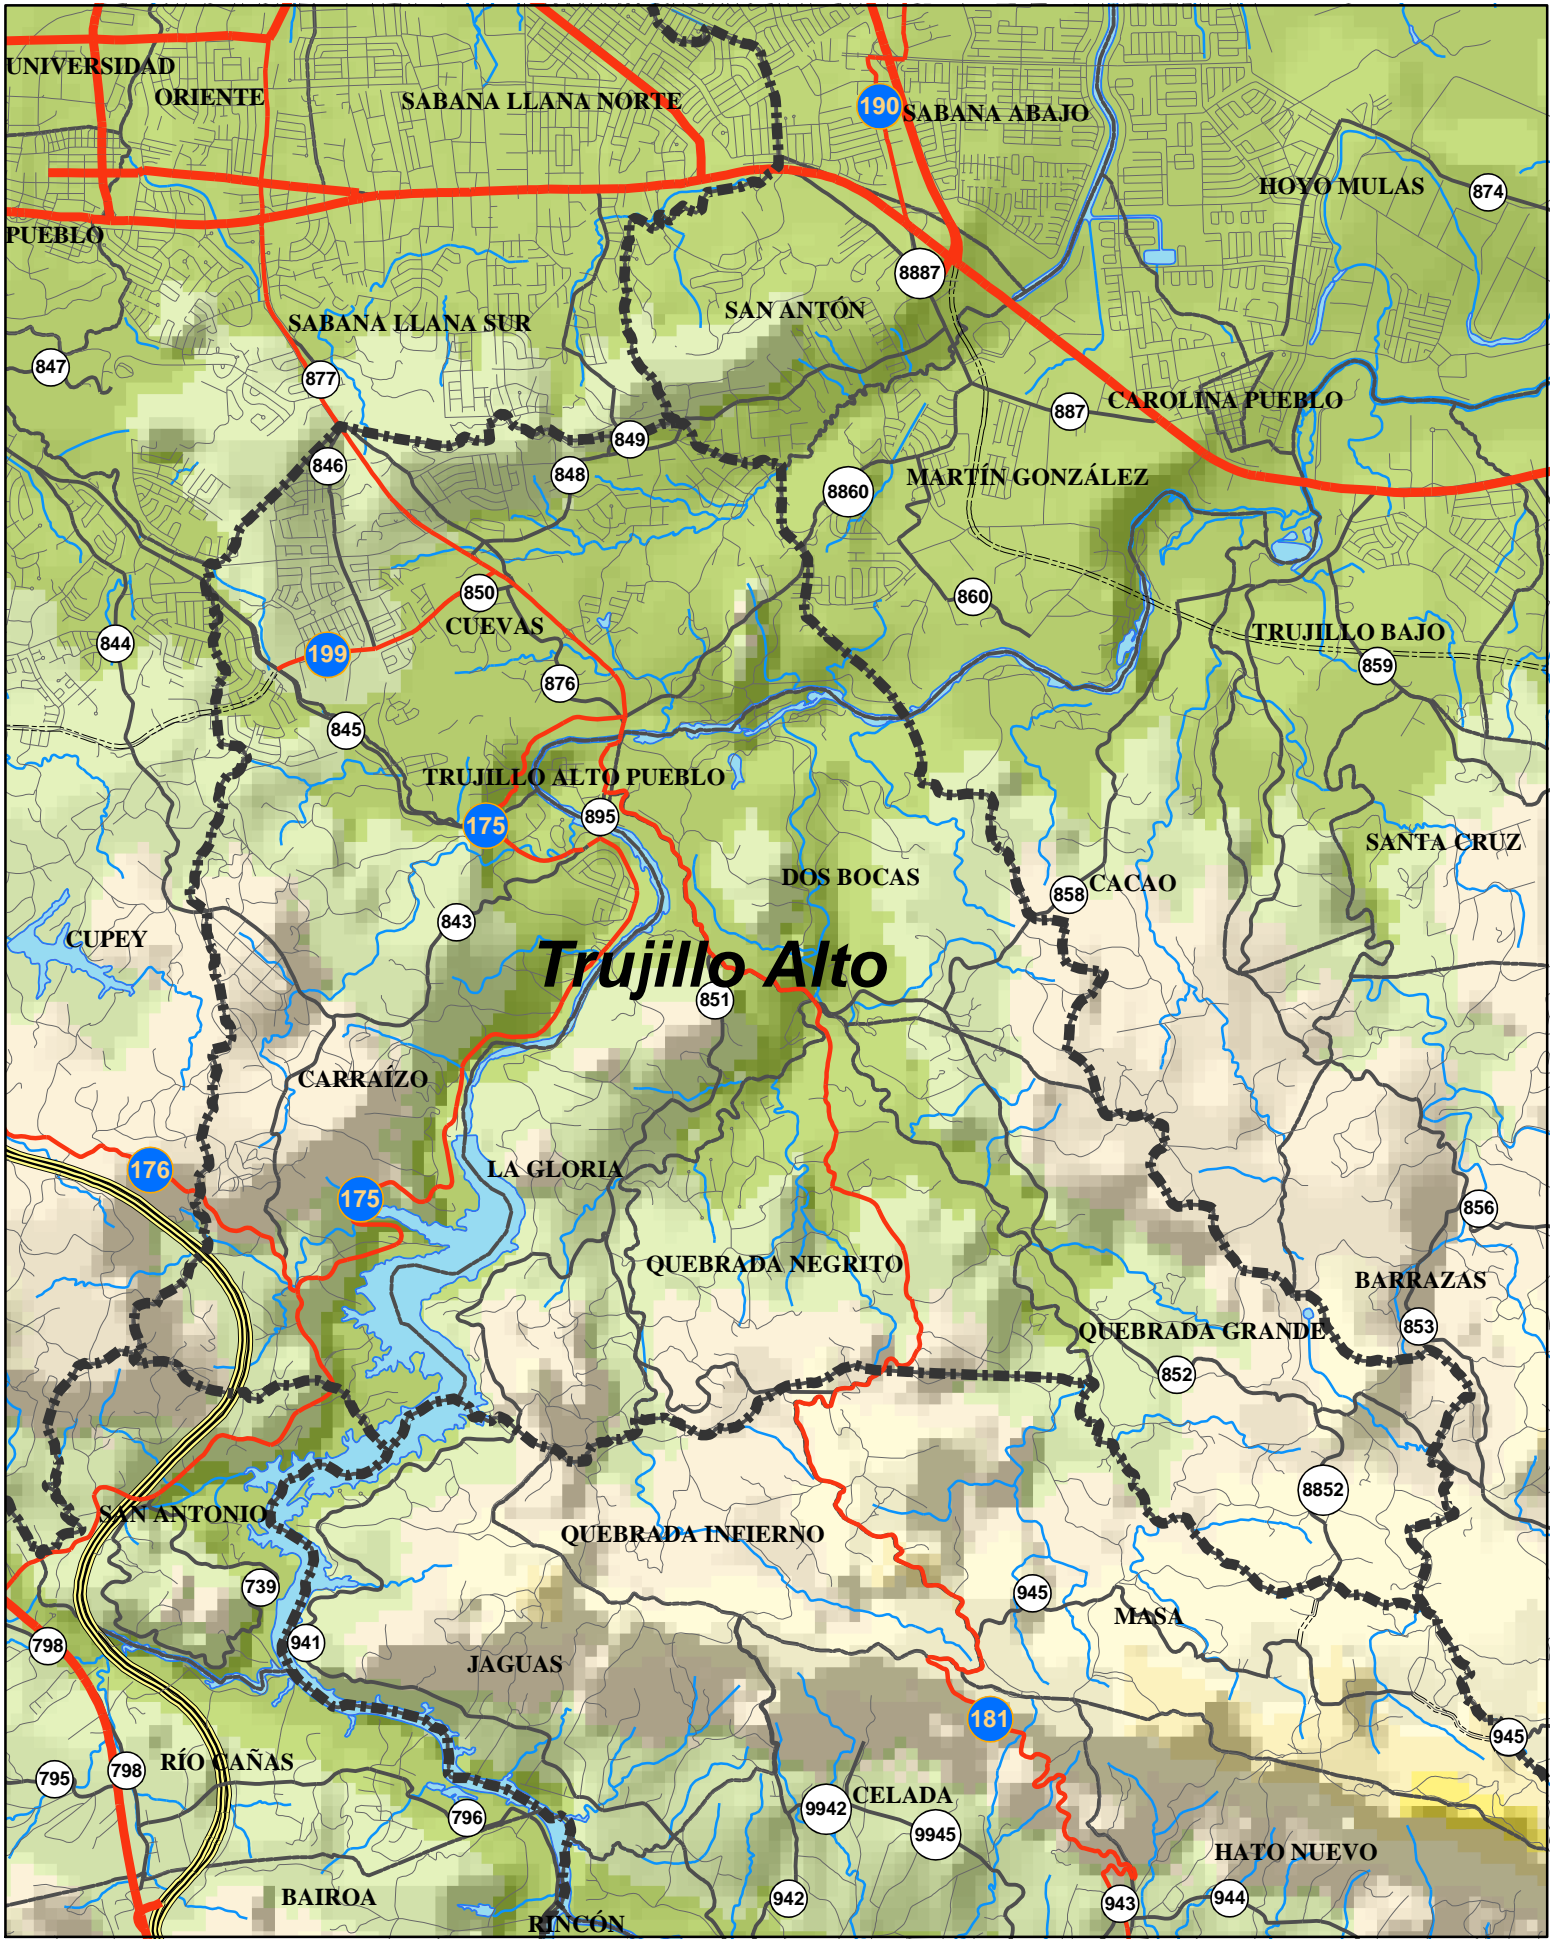 UNIVERSIDAD
ORIENTE
SABANA LLANA NORTE
190
SABANA ABAJO
HOYO MULAS
874
PUEBLO
8887
SAN ANTÓN
SABANA LLANA SUR
847
877
887
CAROLINA PUEBLO
849
846
848
8860
MARTÍN GONZÁLEZ
850
860
CUEVAS
844
199
TRUJILLO BAJO
859
876
845
TRUJILLO ALTO PUEBLO
175
895
SANTA CRUZ
DOS BOCAS
858
CACAO
843
CUPEY
Trujillo Alto
851
CARRAÍZO
176
LA GLORIA
175
856
QUEBRADA NEGRITO
BARRAZAS
853
QUEBRADA GRANDE
852
8852
SAN ANTONIO
QUEBRADA INFIERNO
739
945
MASA
798
941
JAGUAS
181
945
RÍO CAÑAS
795
798
796
9942
CELADA
9945
HATO NUEVO
BAIROA
942
943
944
RINCÓN